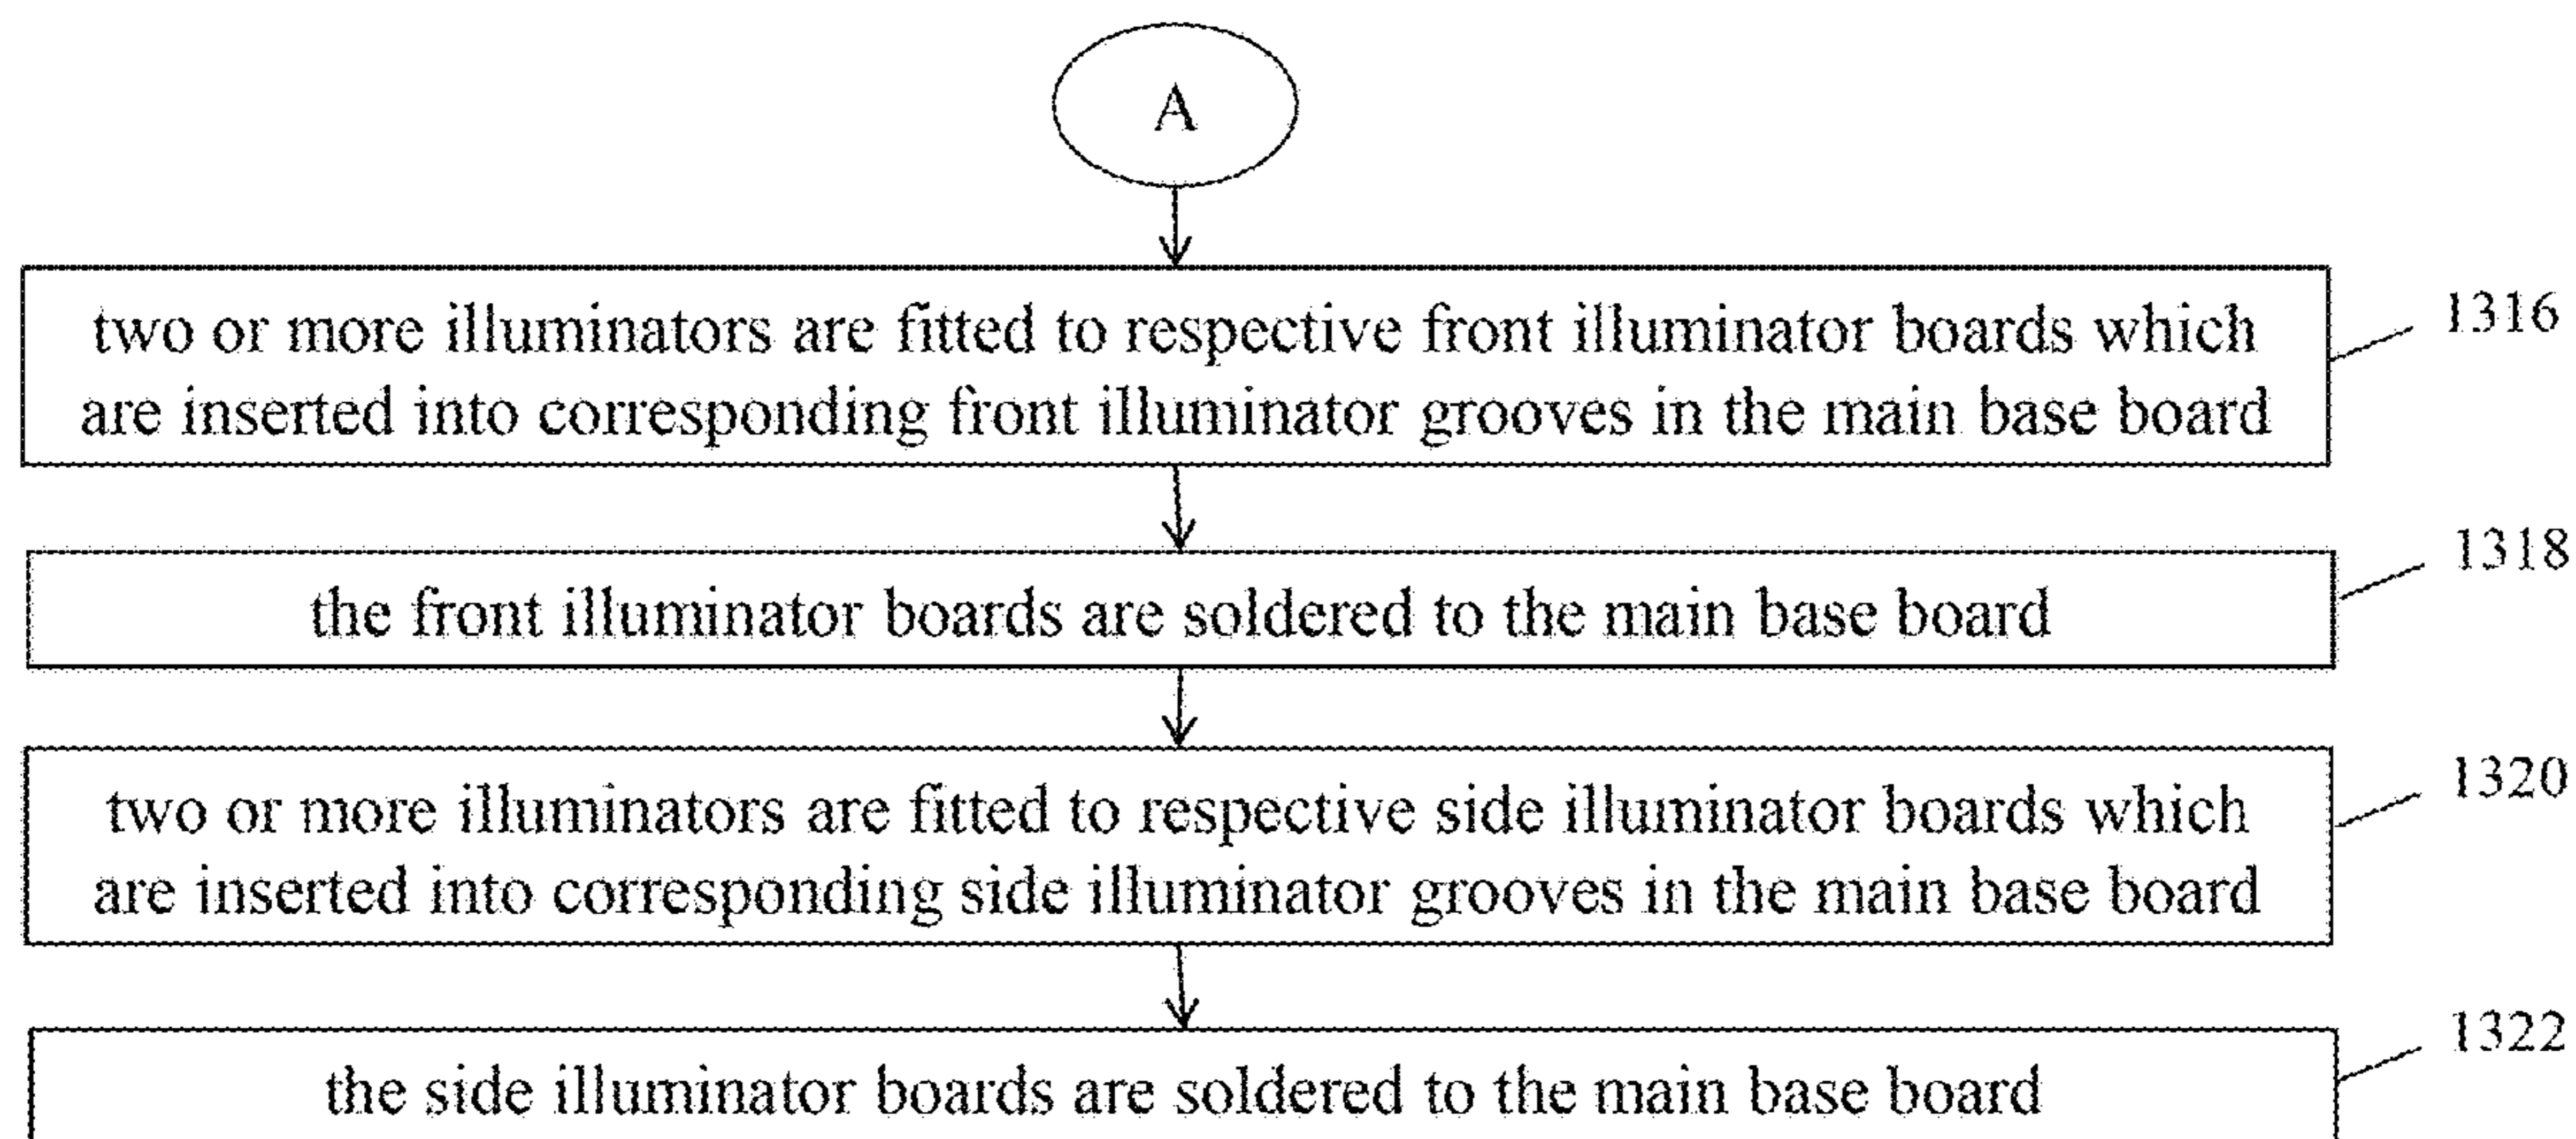 A
two or more illuminators are fitted to respective front illuminator boards which
are inserted into corresponding front illuminator grooves in the main base board
1316
the front illuminator boards are soldered to the main base board
1318
two or more illuminators are fitted to respective side illuminator boards which
are inserted into corresponding side illuminator grooves in the main base board
1320
the side illuminator boards are soldered to the main base board
1322